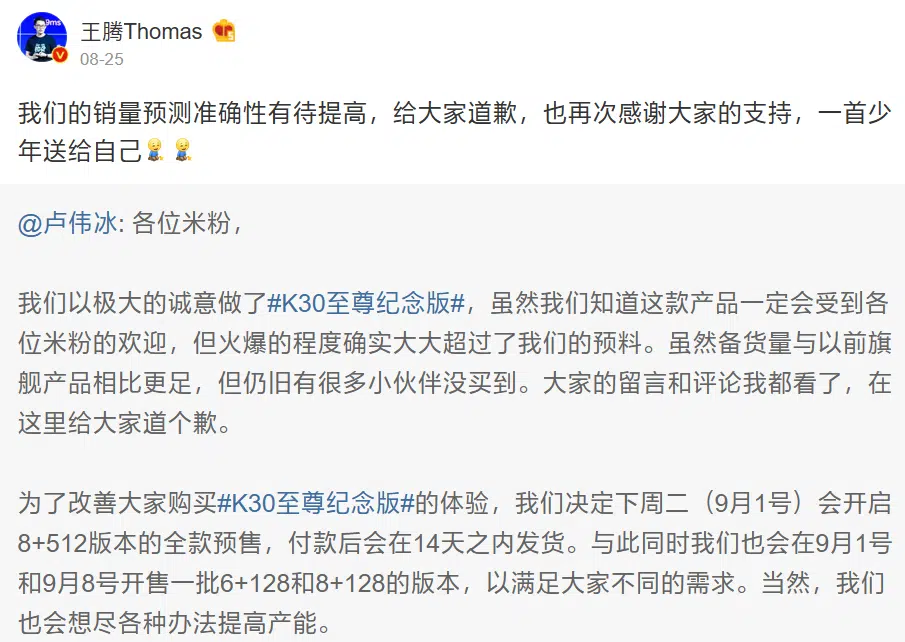 王腾Thomas
08-25
我们的销量预测准确性有待提高，给大家道歉，也再次感谢大家的支持，一首少
年送给自己
@卢伟冰: 各位米粉，
我们以极大的诚意做了#K30至尊纪念版#，虽然我们知道这款产品一定会受到各
位米粉的欢迎，但火爆的程度确实大大超过了我们的预料。虽然备货量与以前旗
舰产品相比更足，但仍旧有很多小伙伴没买到。大家的留言和评论我都看了，在
这里给大家道个歉。
为了改善大家购买#K30至尊纪念版#的体验，我们决定下周二（9月1号）会开启
8+512版本的全款预售，付款后会在14天之内发货。与此同时我们也会在9月1号
和9月8号开售一批6+128和8+128的版本，以满足大家不同的需求。当然，我们
也会想尽各种办法提高产能。